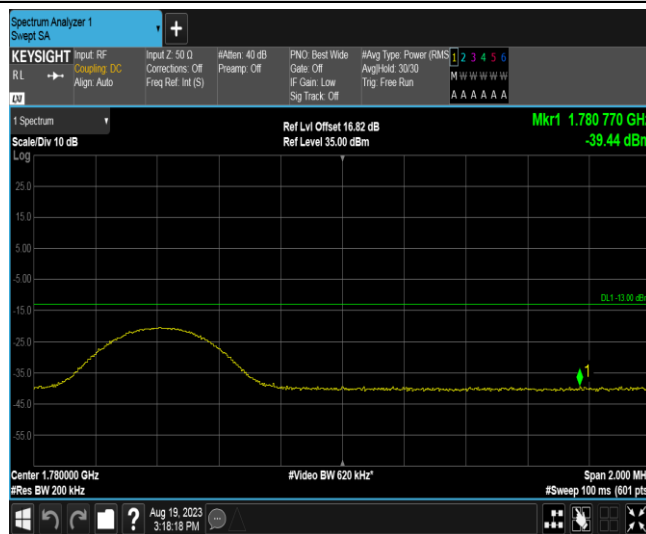 Spectrum Analyzer 1
Swept SA
+
KEYSIGHT Input: RF Input Z: 50 Ω #Atten: 40 dB PNO: Best Wide #Avg Type: Power (RMS 1 2 3 4 5 6
RL Coupling: DC Corrections: Off Preamp: Off Gate: Off Avg|Hold: 30/30 M W W W W W
Align: Auto Freq Ref: Int (S) IF Gain: Low Trig: Free Run
Sig Track: Off A A A A A A
LXI
1 Spectrum Ref Lvl Offset 16.82 dB Mkr1 1.780 770 GHz
Scale/Div 10 dB Ref Level 35.00 dBm -39.44 dBm
Log
25.0
15.0
5.00
-5.00
DL1 -13.00 dBm
-15.0
-25.0
-35.0
1
-45.0
-55.0
Center 1.780000 GHz #Video BW 620 kHz* Span 2.000 MH
#Res BW 200 kHz #Sweep 100 ms (601 pts
? Aug 19, 2023
3:18:18 PM